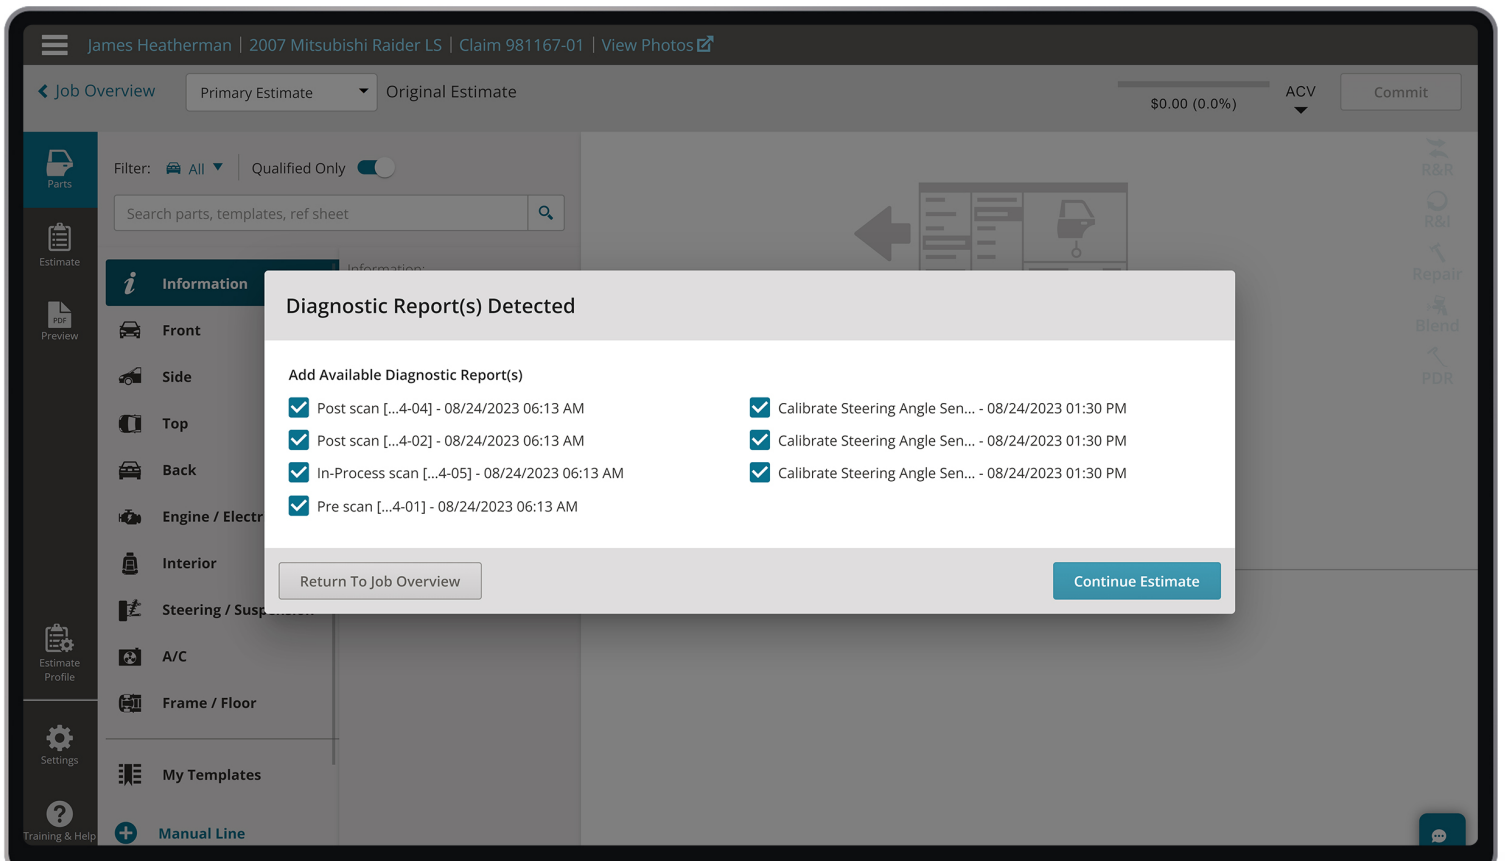 James Heatherman | 2007 Mitsubishi Raider LS | Claim 981167-01 | View Photos
Job Overview
Primary Estimate
Original Estimate
$0.00 (0.0%)
ACV
Commit
Parts
Estimate
PDF
Preview
Estimate
Profile
Settings
?
Training & Help
Filter:
All
Qualified Only
Search parts, templates, ref sheet
i Information
Information:
Front
Side
Top
Back
Engine / Electr
Interior
Steering / Suspension
A/C
Frame / Floor
My Templates
Manual Line
R&R
R&I
Repair
Blend
PDR
Diagnostic Report(s) Detected
Add Available Diagnostic Report(s)
Post scan [...4-04] - 08/24/2023 06:13 AM
Post scan [...4-02] - 08/24/2023 06:13 AM
In-Process scan [...4-05] - 08/24/2023 06:13 AM
Pre scan [...4-01] - 08/24/2023 06:13 AM
Calibrate Steering Angle Sen... - 08/24/2023 01:30 PM
Calibrate Steering Angle Sen... - 08/24/2023 01:30 PM
Calibrate Steering Angle Sen... - 08/24/2023 01:30 PM
Return To Job Overview
Continue Estimate